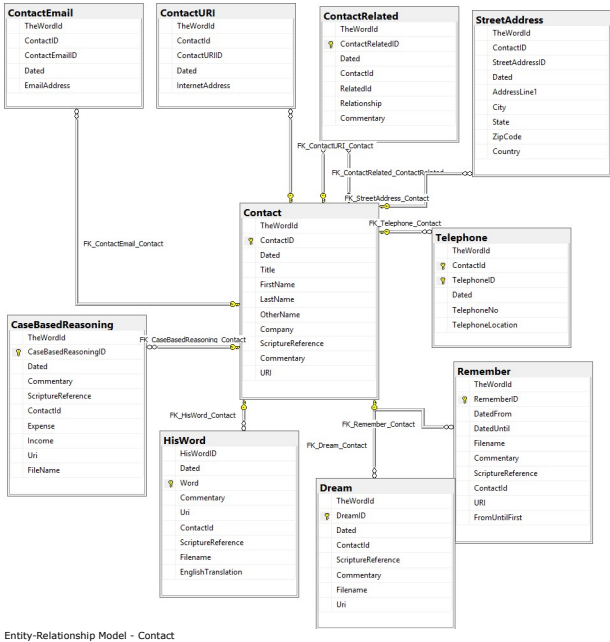 ContactEmail
TheWordId
ContactID
ContactEmailID
Dated
EmailAddress
ContactURI
TheWordId
ContactId
ContactURIID
Dated
InternetAddress
ContactRelated
TheWordId
ContactRelatedID
Dated
ContactId
RelatedId
Relationship
Commentary
StreetAddress
TheWordId
ContactID
StreetAddressID
Dated
AddressLine1
City
State
ZipCode
Country
FK_ContactURI_Contact
FK_ContactRelated_ContactRelated
FK_StreetAddress_Contact
FK_Telephone_Contact
FK_ContactEmail_Contact
Contact
TheWordId
ContactID
Dated
Title
FirstName
LastName
OtherName
Company
ScriptureReference
Commentary
URI
Telephone
TheWordId
ContactId
TelephoneID
Dated
TelephoneNo
TelephoneLocation
CaseBasedReasoning
TheWordId
CaseBasedReasoningID
Dated
Commentary
ScriptureReference
ContactId
Expense
Income
Uri
FileName
FK_CaseBasedReasoning_Contact
Remember
TheWordId
RememberID
DatedFrom
DatedUntil
Filename
Commentary
ScriptureReference
ContactId
URI
FromUntilFirst
FK_HisWord_Contact
FK_Remember_Contact
FK_Dream_Contact
HisWord
HisWordID
Dated
Word
Commentary
Uri
ContactId
ScriptureReference
Filename
EnglishTranslation
Dream
TheWordId
DreamID
Dated
ContactId
ScriptureReference
Commentary
Filename
Uri
Entity-Relationship Model - Contact